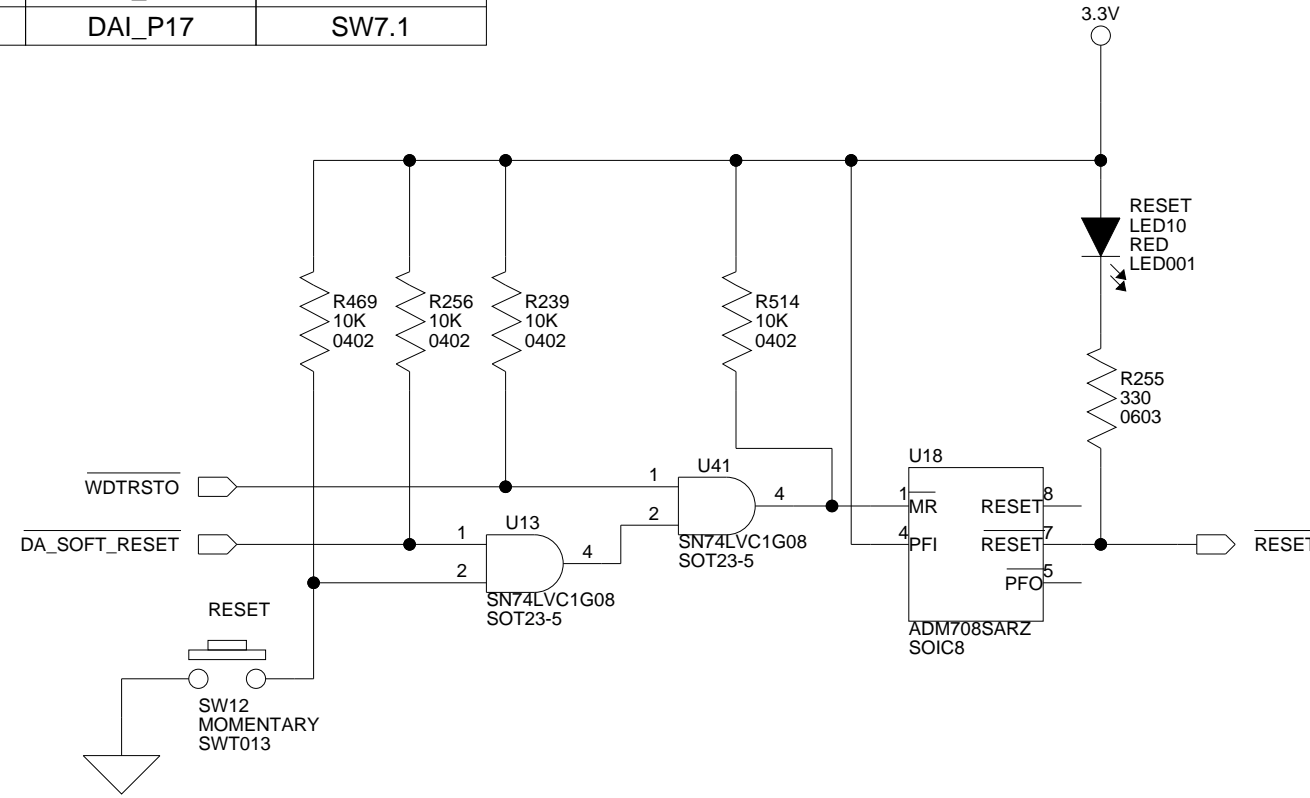 DAI_P17 SW7.1
3.3V
RESET
LED10
RED
LED001
R469
10K
0402
R256
10K
0402
R239
10K
0402
R514
10K
0402
R255
330
0603
WDTRSTO
DA_SOFT_RESET
1
2
U13
4
SN74LVC1G08
SOT23-5
1
2
U41
4
SN74LVC1G08
SOT23-5
U18
1 MR
4 PFI
RESET 8
RESET 7
PFO 5
ADM708SARZ
SOIC8
RESET
RESET
SW12
MOMENTARY
SWT013